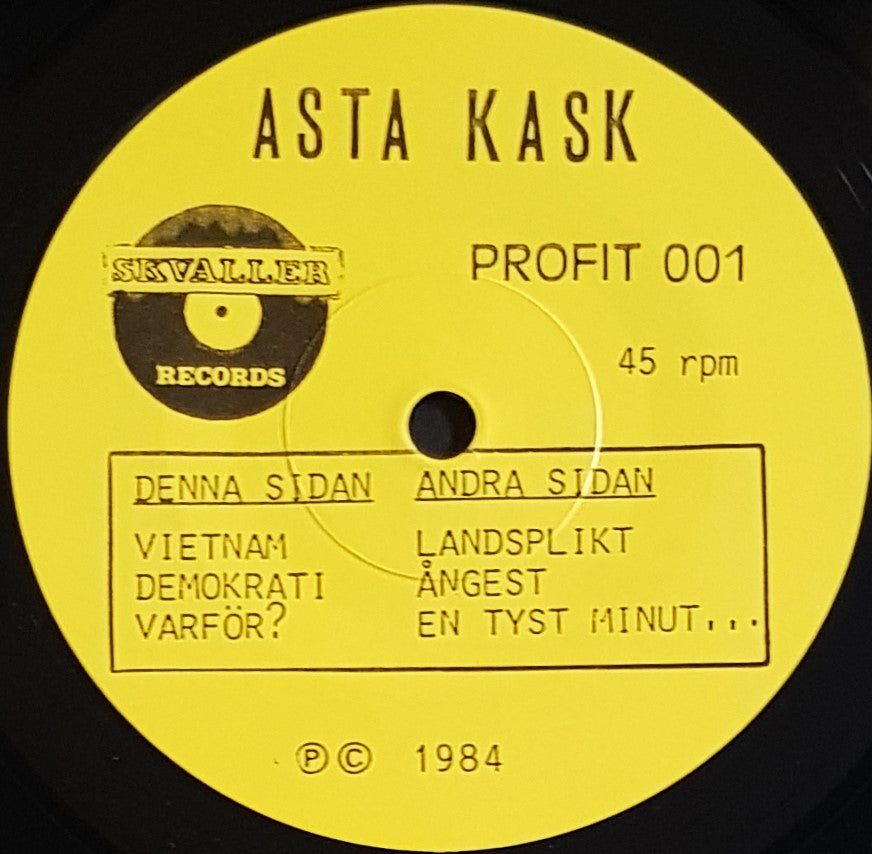 ASTA KASK
SKVALLER
RECORDS
PROFIT 001
45 rpm
DENNA SIDAN
VIETNAM
DEMOKRATI
VARFÖR?
ANDRA SIDAN
LANDSPLIKT
ÅNGEST
EN TYST MINUT...
℗© 1984